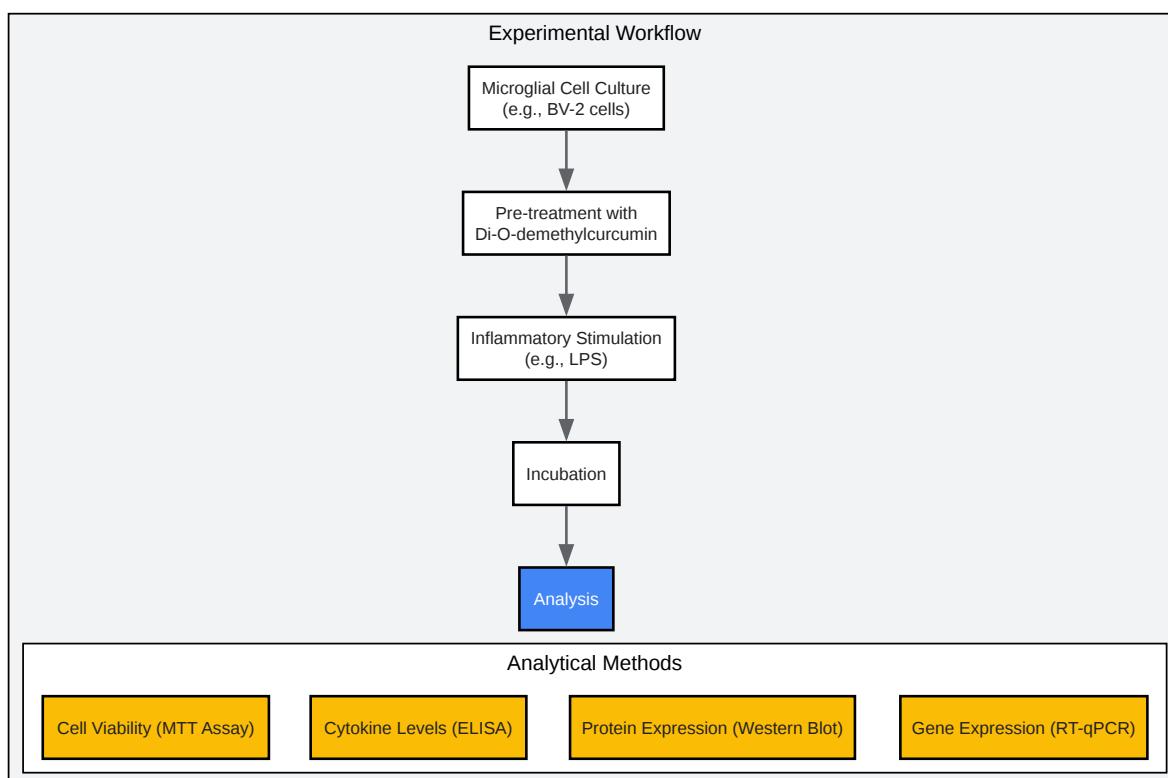 Experimental Workflow
Microglial Cell Culture
(e.g., BV-2 cells)
Pre-treatment with
Di-O-demethylcurcumin
Inflammatory Stimulation
(e.g., LPS)
Incubation
Analysis
Analytical Methods
Cell Viability (MTT Assay)
Cytokine Levels (ELISA)
Protein Expression (Western Blot)
Gene Expression (RT-qPCR)